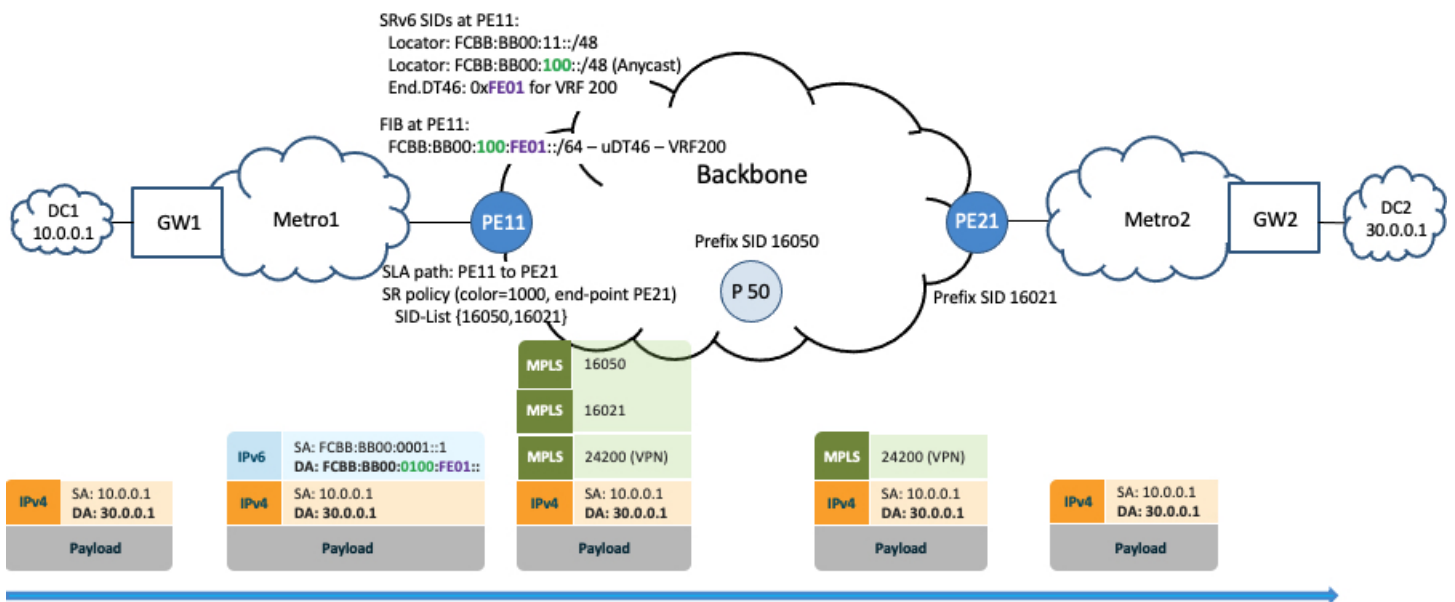 SRv6 SIDs at PE11:
Locator: FCBB:BB00:11::/48
Locator: FCBB:BB00:100::/48 (Anycast)
End.DT46: 0xFE01 for VRF 200
FIB at PE11:
FCBB:BB00:100:FE01::/64 – uDT46 – VRF200
Backbone
DC1
10.0.0.1
GW1
Metro1
PE11
PE21
Metro2
GW2
DC2
30.0.0.1
Prefix SID 16050
P 50
Prefix SID 16021
SLA path: PE11 to PE21
SR policy (color=1000, end-point PE21)
SID-List {16050,16021}
IPv4
SA: 10.0.0.1
DA: 30.0.0.1
Payload
IPv6
SA: FCBB:BB00:0001::1
DA: FCBB:BB00:0100:FE01::
IPv4
SA: 10.0.0.1
DA: 30.0.0.1
Payload
MPLS 16050
MPLS 16021
MPLS 24200 (VPN)
IPv4
SA: 10.0.0.1
DA: 30.0.0.1
Payload
MPLS 24200 (VPN)
IPv4
SA: 10.0.0.1
DA: 30.0.0.1
Payload
IPv4
SA: 10.0.0.1
DA: 30.0.0.1
Payload